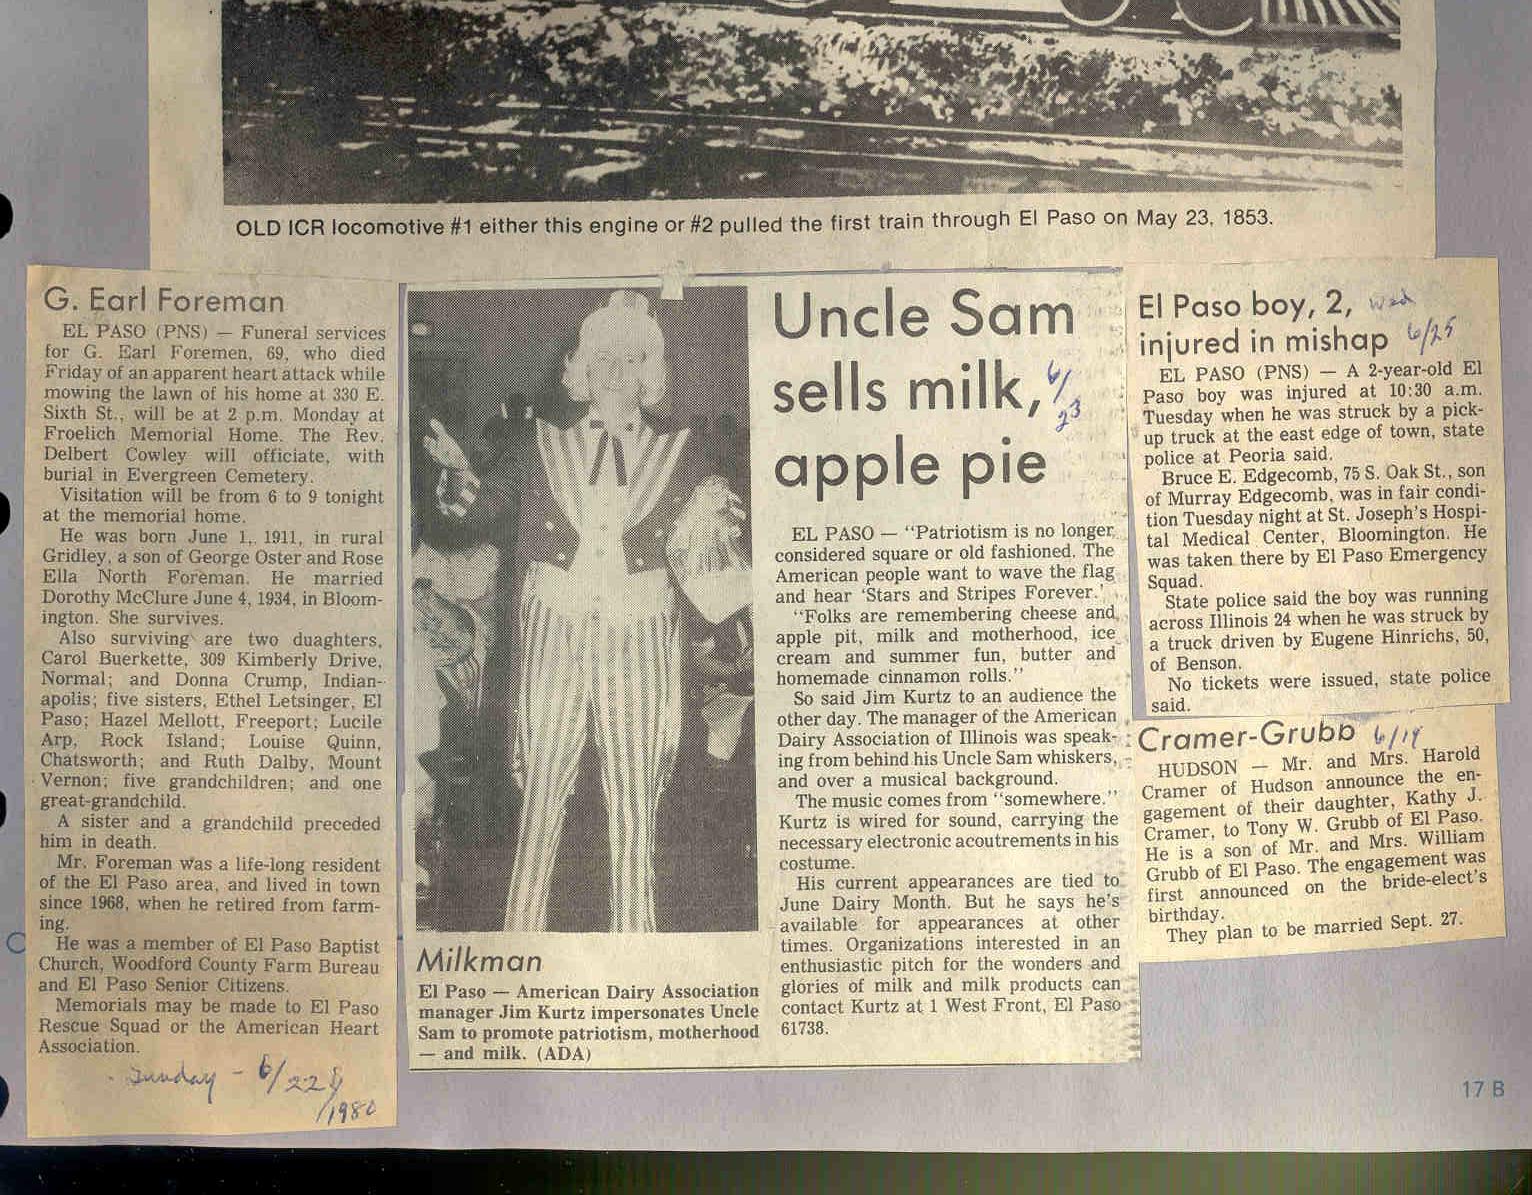 OLD ICR locomotive #1 either this engine or #2 pulled the first train through El Paso on May 23, 1853.
G. Earl Foreman
EL PASO (PNS) — Funeral services
for G. Earl Foremen, 69, who died
Friday of an apparent heart attack while
mowing the lawn of his home at 330 E.
Sixth St., will be at 2 p.m. Monday at
Froelich Memorial Home. The Rev.
Delbert Cowley will officiate, with
burial in Evergreen Cemetery.
Visitation will be from 6 to 9 tonight
at the memorial home.
He was born June 1, 1911, in rural
Gridley, a son of George Oster and Rose
Ella North Foreman. He married
Dorothy McClure June 4, 1934, in Bloom-
ington. She survives.
Also surviving are two duaghters,
Carol Buerkette, 309 Kimberly Drive,
Normal; and Donna Crump, Indian-
apolis; five sisters, Ethel Letsinger, El
Paso; Hazel Mellott, Freeport; Lucile
Arp, Rock Island; Louise Quinn,
Chatsworth; and Ruth Dalby, Mount
Vernon; five grandchildren; and one
great-grandchild.
A sister and a grandchild preceded
him in death.
Mr. Foreman was a life-long resident
of the El Paso area, and lived in town
since 1968, when he retired from farm-
ing.
He was a member of El Paso Baptist
Church, Woodford County Farm Bureau
and El Paso Senior Citizens.
Memorials may be made to El Paso
Rescue Squad or the American Heart
Association.
Sunday - 6/22
/1980
Milkman
El Paso — American Dairy Association
manager Jim Kurtz impersonates Uncle
Sam to promote patriotism, motherhood
— and milk. (ADA)
Uncle Sam
sells milk, 6/23
apple pie
EL PASO — "Patriotism is no longer
considered square or old fashioned. The
American people want to wave the flag
and hear 'Stars and Stripes Forever.'
"Folks are remembering cheese and
apple pit, milk and motherhood, ice
cream and summer fun, butter and
homemade cinnamon rolls."
So said Jim Kurtz to an audience the
other day. The manager of the American
Dairy Association of Illinois was speak-
ing from behind his Uncle Sam whiskers,
and over a musical background.
The music comes from "somewhere."
Kurtz is wired for sound, carrying the
necessary electronic acoutrements in his
costume.
His current appearances are tied to
June Dairy Month. But he says he's
available for appearances at other
times. Organizations interested in an
enthusiastic pitch for the wonders and
glories of milk and milk products can
contact Kurtz at 1 West Front, El Paso
61738.
El Paso boy, 2, Wed
injured in mishap 6/25
EL PASO (PNS) — A 2-year-old El
Paso boy was injured at 10:30 a.m.
Tuesday when he was struck by a pick-
up truck at the east edge of town, state
police at Peoria said.
Bruce E. Edgecomb, 75 S. Oak St., son
of Murray Edgecomb, was in fair condi-
tion Tuesday night at St. Joseph's Hospi-
tal Medical Center, Bloomington. He
was taken there by El Paso Emergency
Squad.
State police said the boy was running
across Illinois 24 when he was struck by
a truck driven by Eugene Hinrichs, 50,
of Benson.
No tickets were issued, state police
said.
Cramer-Grubb 6/19
HUDSON — Mr. and Mrs. Harold
Cramer of Hudson announce the en-
gagement of their daughter, Kathy J.
Cramer, to Tony W. Grubb of El Paso.
He is a son of Mr. and Mrs. William
Grubb of El Paso. The engagement was
first announced on the bride-elect's
birthday.
They plan to be married Sept. 27.
17 B